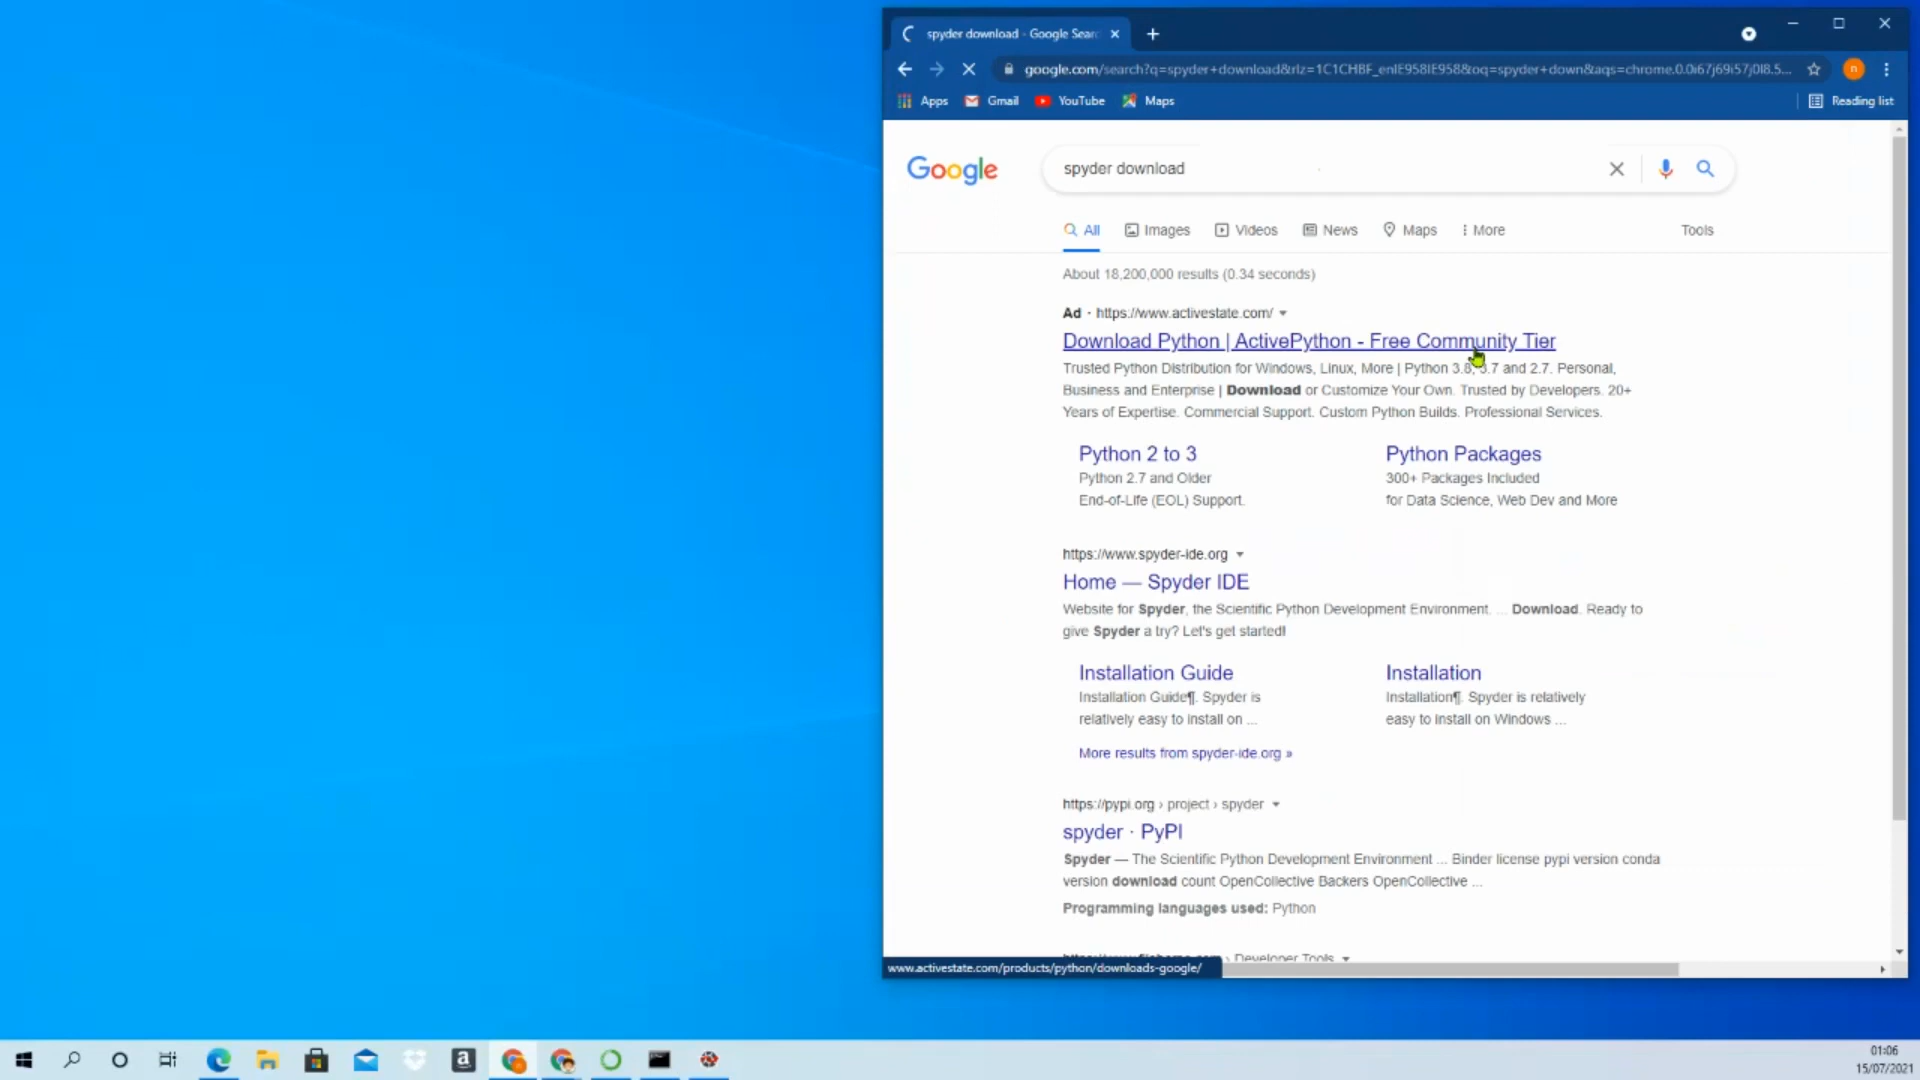 spyder download - Google Sear
google.com/search?q=spyder+download&rlz=1C1CHBF_enIE958IE958&oq=spyder+down&aqs=chrome.0.0i67j69i57j0l8.5...
n
Apps Gmail YouTube Maps Reading list
Google spyder download
All Images Videos News Maps More Tools
About 18,200,000 results (0.34 seconds)
Ad · https://www.activestate.com/
Download Python | ActivePython - Free Community Tier
Trusted Python Distribution for Windows, Linux, More | Python 3.8, 3.7 and 2.7. Personal,
Business and Enterprise | Download or Customize Your Own. Trusted by Developers. 20+
Years of Expertise. Commercial Support. Custom Python Builds. Professional Services.
Python 2 to 3 Python Packages
Python 2.7 and Older 300+ Packages Included
End-of-Life (EOL) Support. for Data Science, Web Dev and More
https://www.spyder-ide.org
Home — Spyder IDE
Website for Spyder, the Scientific Python Development Environment. ... Download. Ready to
give Spyder a try? Let's get started!
Installation Guide Installation
Installation Guide¶. Spyder is Installation¶. Spyder is relatively
relatively easy to install on ... easy to install on Windows ...
More results from spyder-ide.org »
https://pypi.org › project › spyder
spyder · PyPI
Spyder — The Scientific Python Development Environment ... Binder license pypi version conda
version download count OpenCollective Backers OpenCollective ...
Programming languages used: Python
› Developer Tools
www.activestate.com/products/python/downloads-google/
a
01:06
15/07/2021